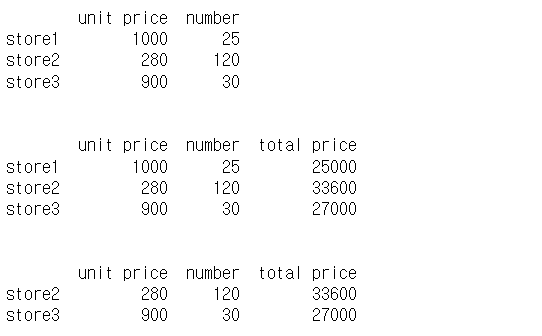 unit price number
store1 1000 25
store2 280 120
store3 900 30
unit price number total price
store1 1000 25 25000
store2 280 120 33600
store3 900 30 27000
unit price number total price
store2 280 120 33600
store3 900 30 27000